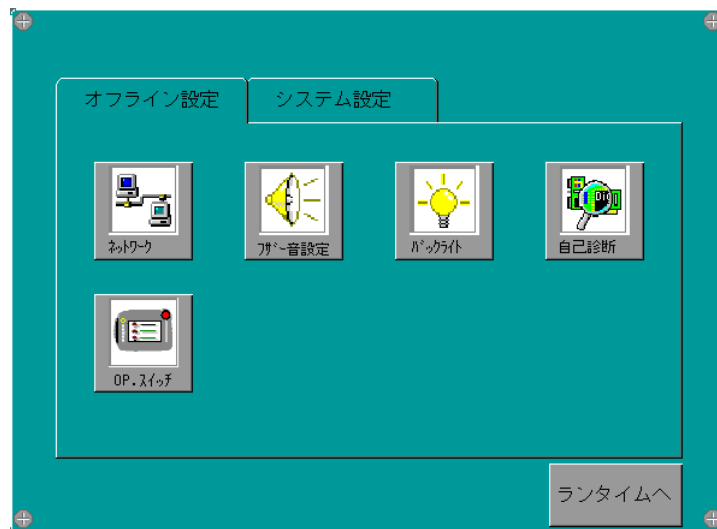 オフライン設定
システム設定
ﾈｯﾄﾜｰｸ
ﾌｻﾞｰ音設定
ﾊﾞｯｸﾗｲﾄ
自己診断
OP.ｽｲｯﾁ
ランタイムへ